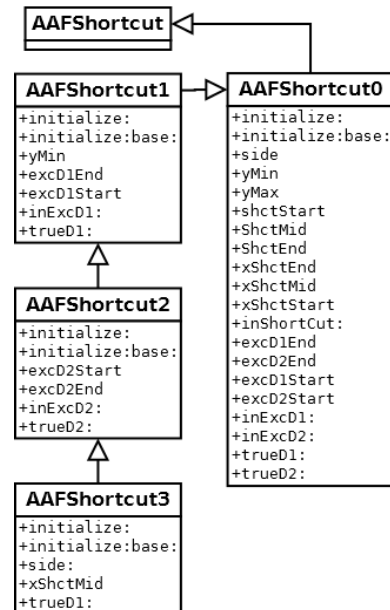 AAFShortcut
AAFShortcut1
+initialize:
+initialize:base:
+yMin
+excD1End
+excD1Start
+inExcD1:
+trueD1:
AAFShortcut0
+initialize:
+initialize:base:
+side
+yMin
+yMax
+shctStart
+ShctMid
+ShctEnd
+xShctEnd
+xShctMid
+xShctStart
+inShortCut:
+excD1End
+excD2End
+excD1Start
+excD2Start
+inExcD1:
+inExcD2:
+trueD1:
+trueD2:
AAFShortcut2
+initialize:
+initialize:base:
+excD2Start
+excD2End
+inExcD2:
+trueD2:
AAFShortcut3
+initialize:
+initialize:base:
+side:
+xShctMid
+trueD1: